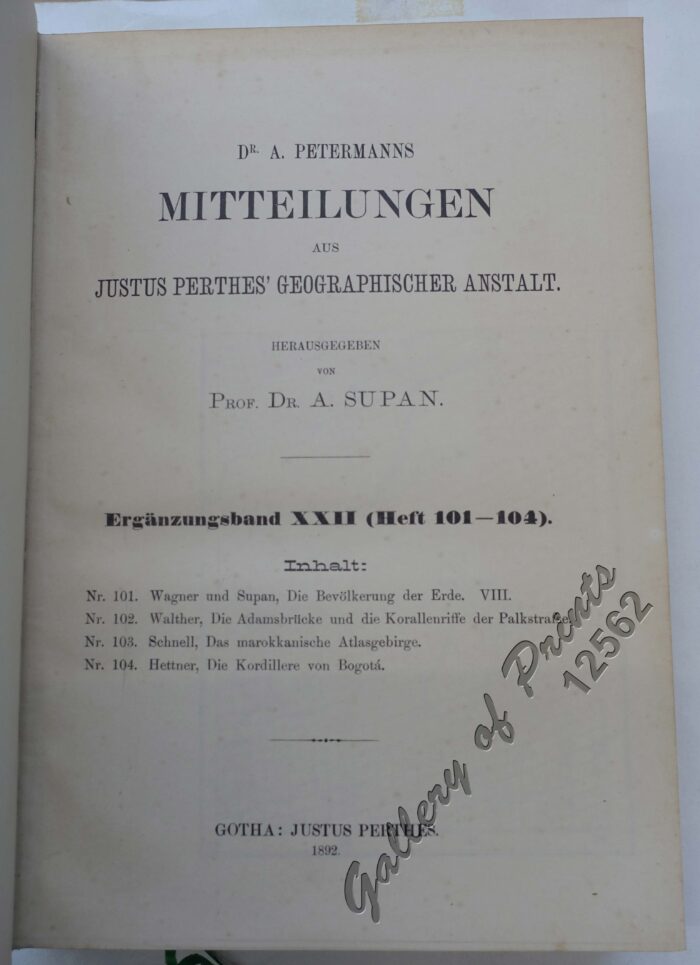 DR. A. PETERMANNS
MITTEILUNGEN
AUS
JUSTUS PERTHES' GEOGRAPHISCHER ANSTALT.
HERAUSGEGEBEN
VON
PROF. DR. A. SUPAN.
Ergänzungsband XXII (Heft 101—104).
Inhalt:
Nr. 101. Wagner und Supan, Die Bevölkerung der Erde. VIII.
Nr. 102. Walther, Die Adamsbrücke und die Korallenriffe der Palkstraße.
Nr. 103. Schnell, Das marokkanische Atlasgebirge.
Nr. 104. Hettner, Die Kordillere von Bogotá.
GOTHA: JUSTUS PERTHES.
1892.
Gallery of Prints
12562